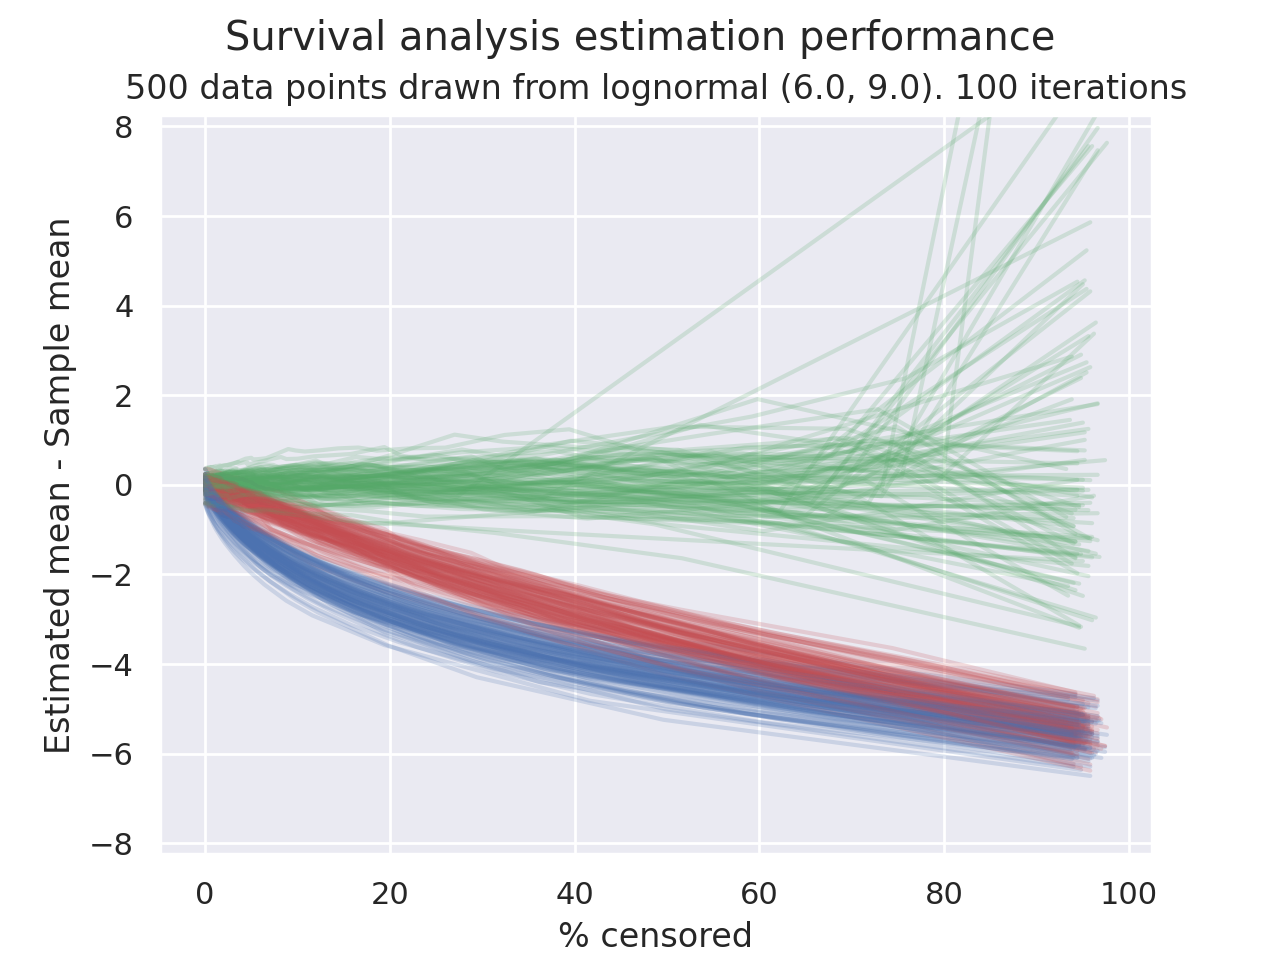 Survival analysis estimation performance
500 data points drawn from lognormal (6.0, 9.0). 100 iterations
Estimated mean - Sample mean
8
6
4
2
0
−2
−4
−6
−8
0 20 40 60 80 100
% censored